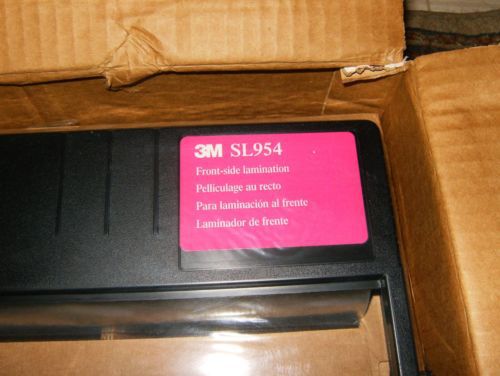 3M SL954
Front-side lamination
Pelliculage au recto
Para laminación al frente
Laminador de frente